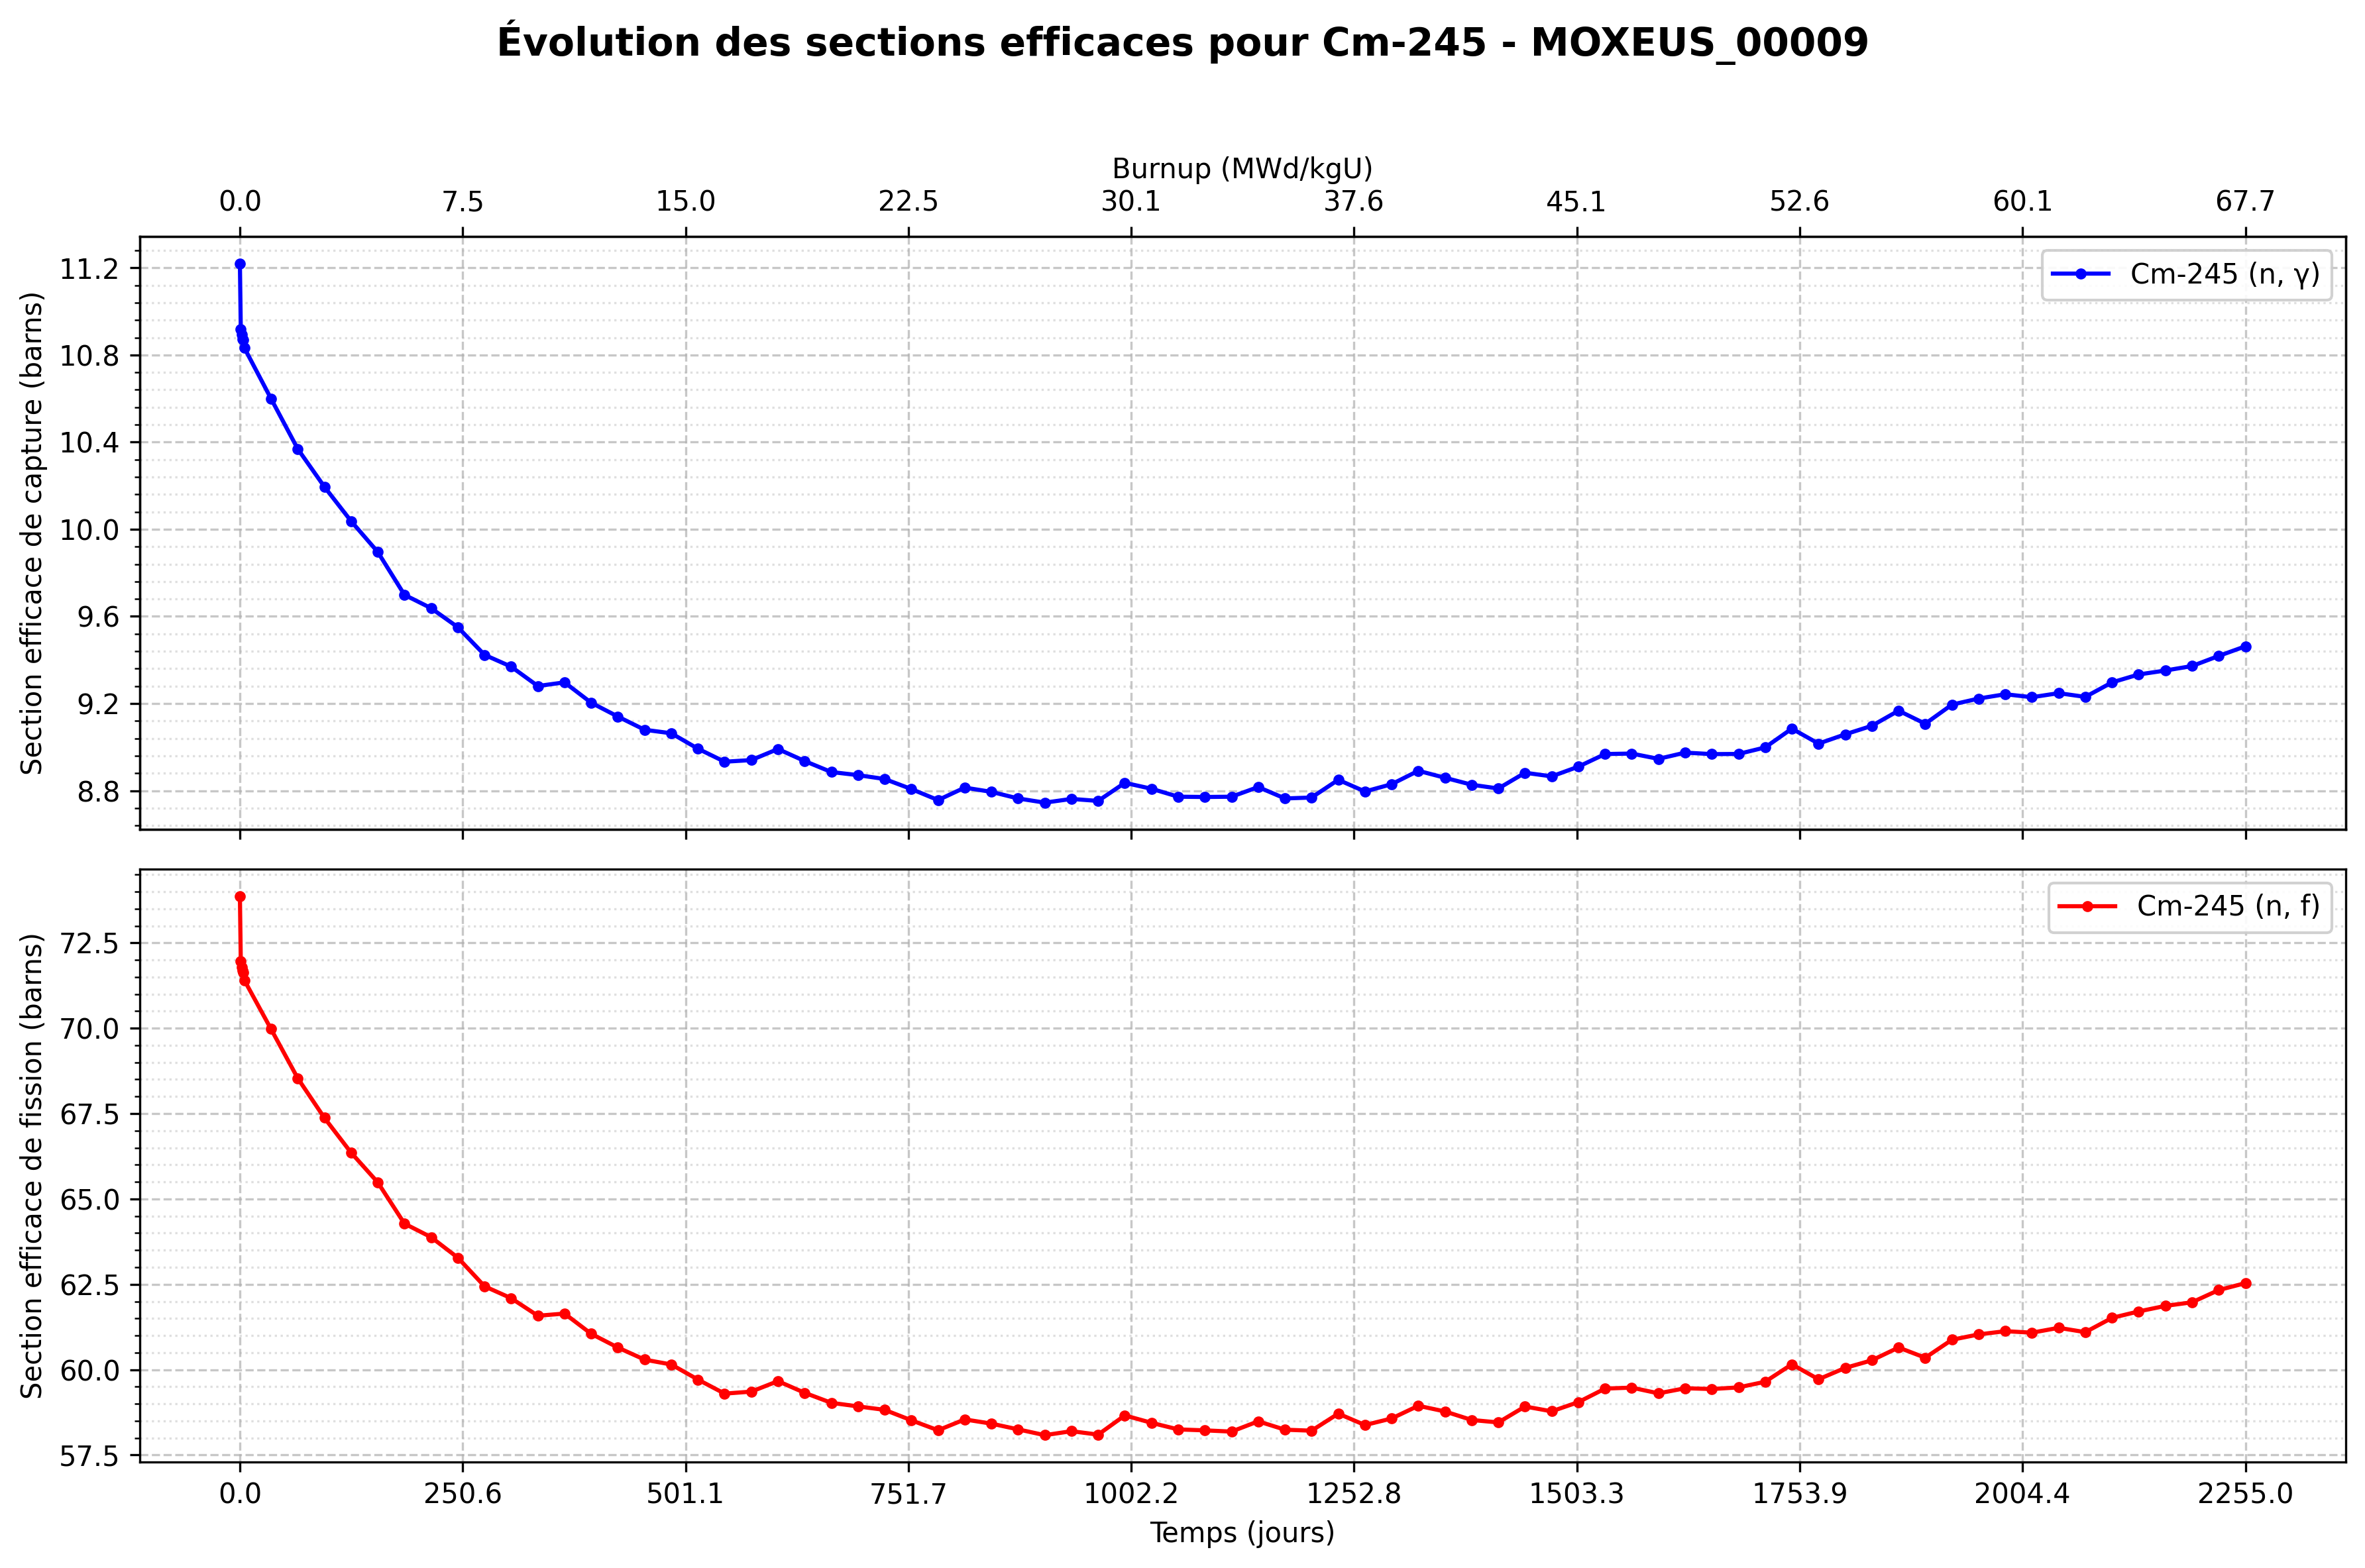 Évolution des sections efficaces pour Cm-245 - MOXEUS_00009
Burnup (MWd/kgU)
0.0 7.5 15.0 22.5 30.1 37.6 45.1 52.6 60.1 67.7
Section efficace de capture (barns)
11.2
10.8
10.4
10.0
9.6
9.2
8.8
Cm-245 (n, γ)
Section efficace de fission (barns)
72.5
70.0
67.5
65.0
62.5
60.0
57.5
Cm-245 (n, f)
0.0 250.6 501.1 751.7 1002.2 1252.8 1503.3 1753.9 2004.4 2255.0
Temps (jours)